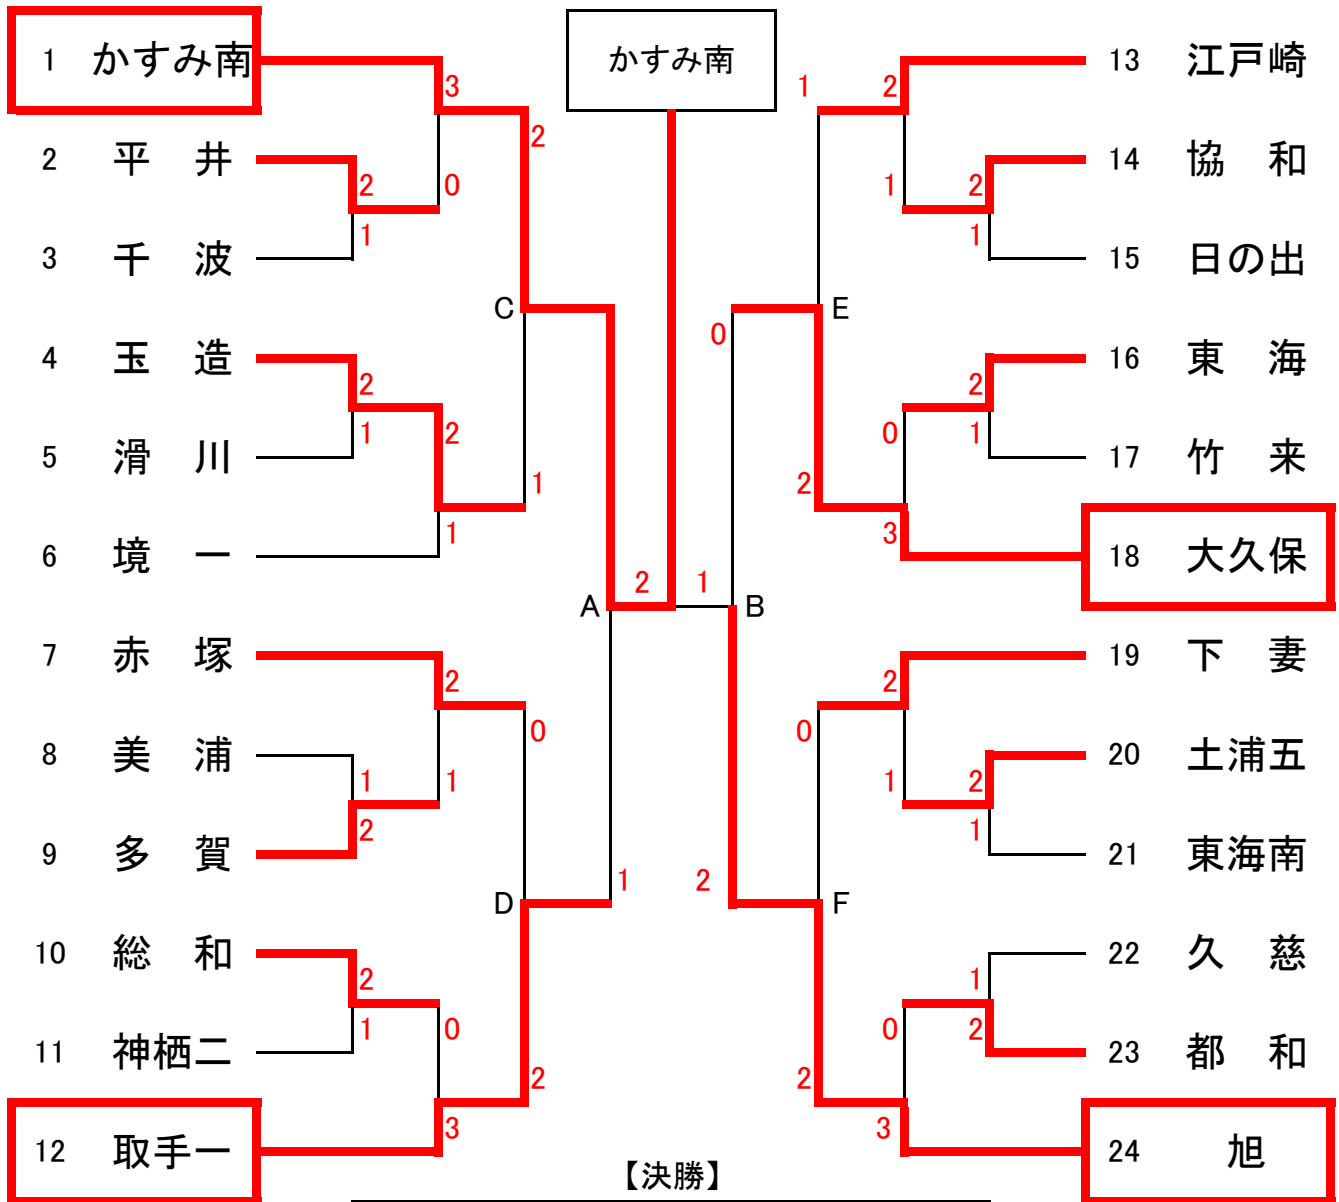 かすみ南
1 かすみ南
3
2
2 平 井
2
0
1
3 千 波
C
4 玉 造
2
1
2
5 滑 川
1
1
6 境 一
A
2
1
B
7 赤 塚
2
0
8 美 浦
1
1
2
9 多 賀
D
1
10 総 和
2
1
0
11 神栖二
2
3
12 取手一
1
2
13 江戸崎
14 協 和
1
2
1
15 日の出
0
E
16 東 海
2
0
1
17 竹 来
2
3
18 大久保
19 下 妻
2
0
20 土浦五
1
2
1
21 東海南
2
F
22 久 慈
1
0
2
23 都 和
2
3
24 旭
【決勝】